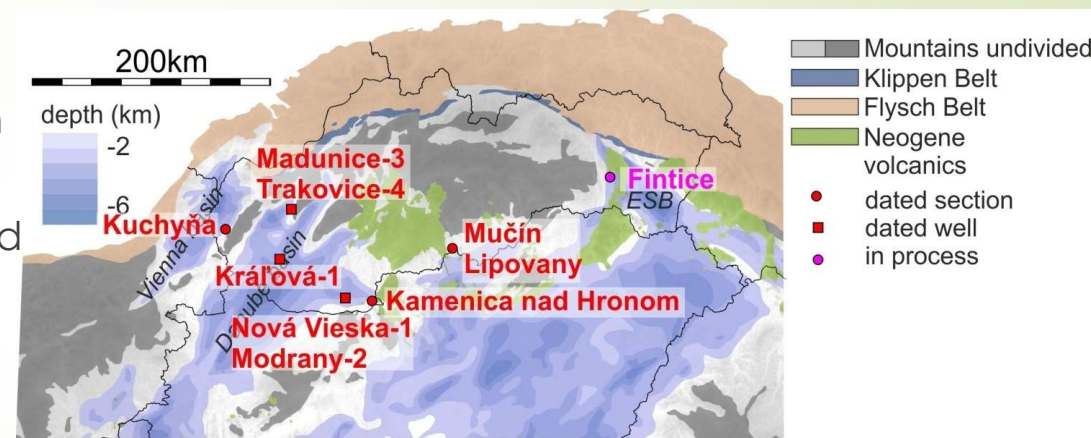 200km
depth (km)
-2
-6
Madunice-3
Trakovice-4
Kuchyňa
Vienna Basin
Kráľová-1
Danube Basin
Nová Vieska-1
Modrany-2
Mučín
Lipovany
Kamenica nad Hronom
Fintice
ESB
Mountains undivided
Klippen Belt
Flysch Belt
Neogene
volcanics
dated section
dated well
in process